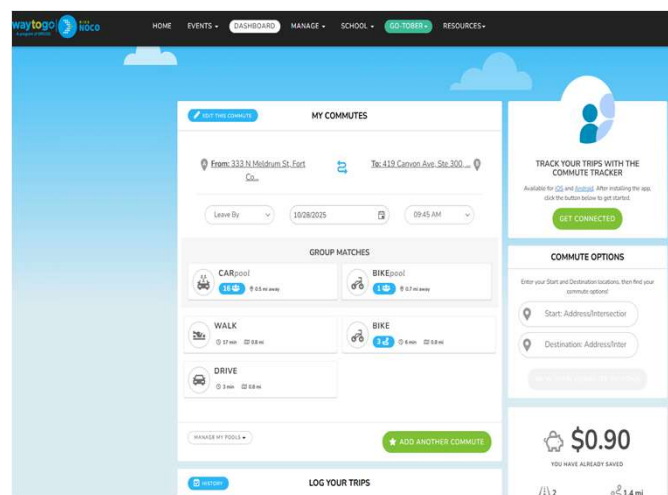 waytogo
BIKE
NOCO
HOME
EVENTS
DASHBOARD
MANAGE
SCHOOL
GO-TOBER
RESOURCES
EDIT THIS COMMUTE
MY COMMUTES
From: 333 N Meldrum St, Fort
Co...
To: 419 Canyon Ave, Ste 300, ...
Leave By
10/28/2025
09:45 AM
GROUP MATCHES
CARpool
16
0.5 mi away
BIKEpool
1
0.7 mi away
WALK
17 min
0.8 mi
BIKE
3
6 min
0.8 mi
DRIVE
3 min
0.8 mi
MANAGE MY POOLS
ADD ANOTHER COMMUTE
HISTORY
LOG YOUR TRIPS
TRACK YOUR TRIPS WITH THE
COMMUTE TRACKER
Available for iOS and Android. After installing the app,
click the button below to get started.
GET CONNECTED
COMMUTE OPTIONS
Enter your Start and Destination locations, then find your
commute options!
Start: Address/Intersection
Destination: Address/Inter
$0.90
YOU HAVE ALREADY SAVED
2
1.4 mi